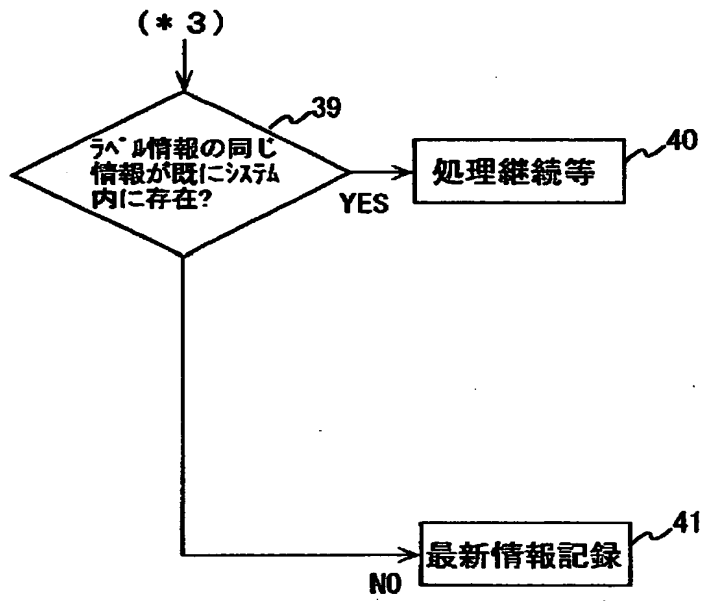 (*3)
39
ﾗﾍﾞﾙ情報の同じ
情報が既にｼｽﾃﾑ
内に存在?
YES
処理継続等
40
NO
最新情報記録
41